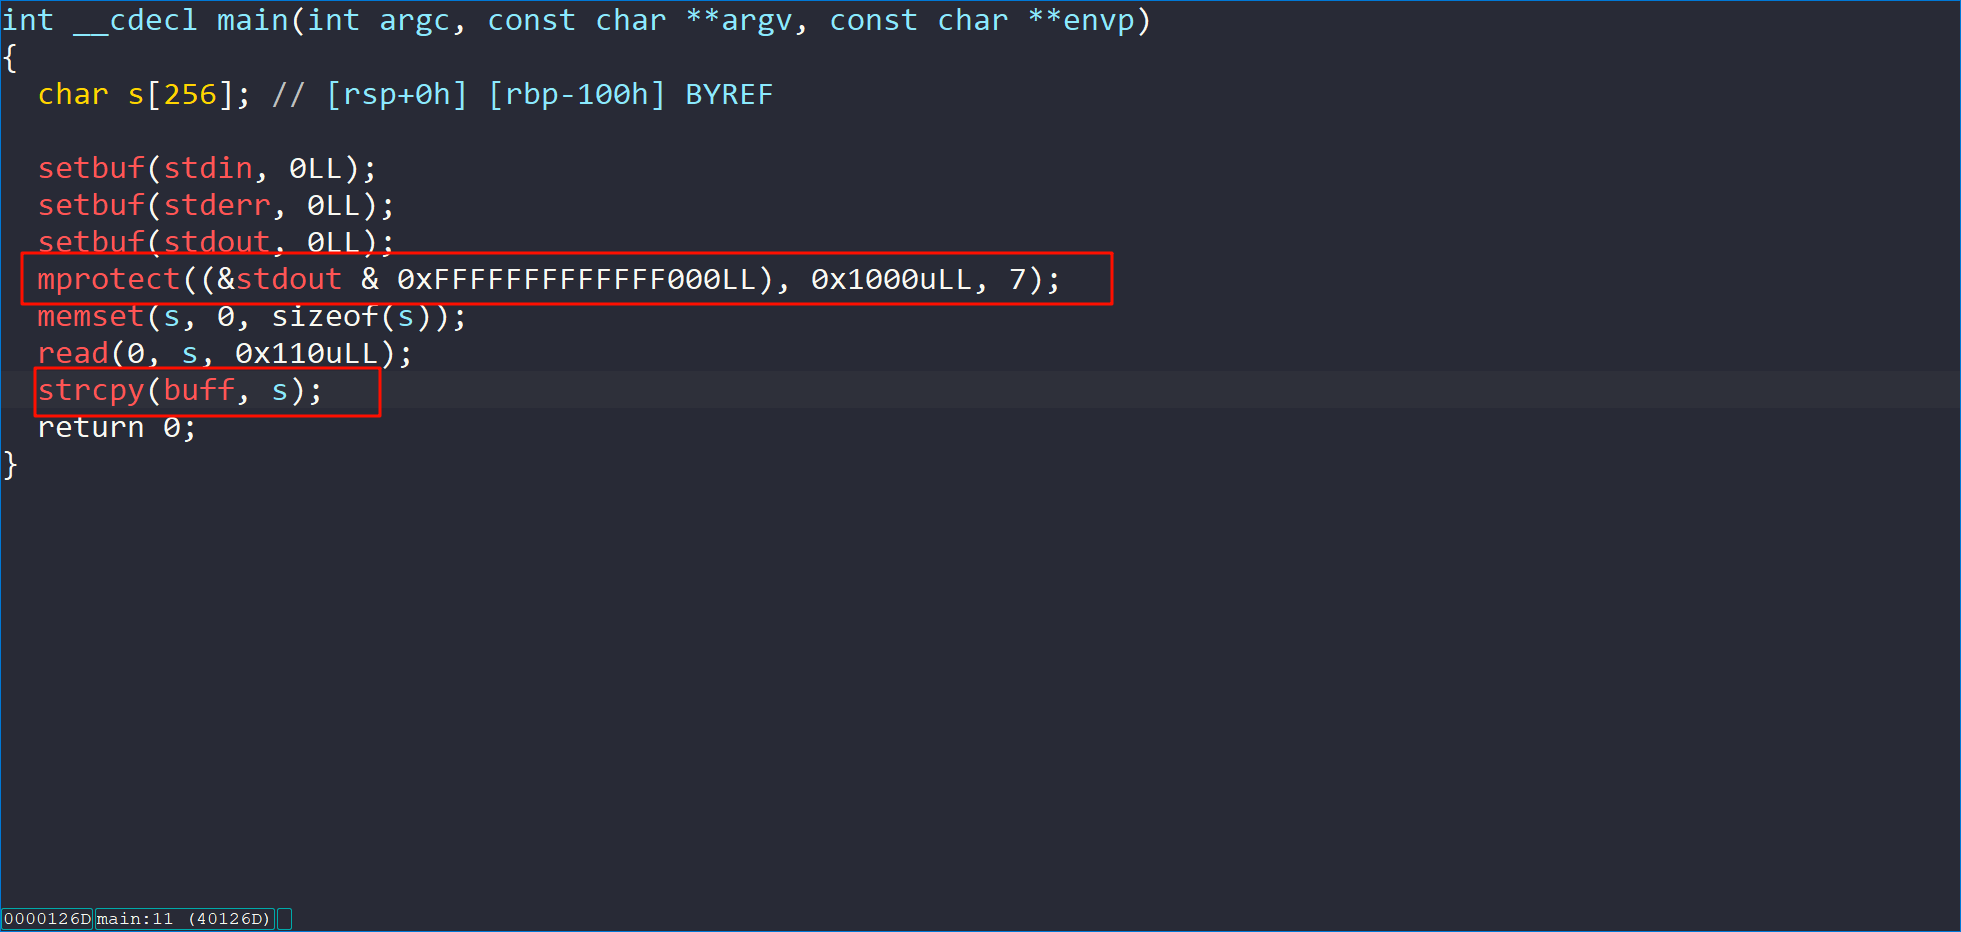 int __cdecl main(int argc, const char **argv, const char **envp)
{
  char s[256]; // [rsp+0h] [rbp-100h] BYREF

  setbuf(stdin, 0LL);
  setbuf(stderr, 0LL);
  setbuf(stdout, 0LL);
  mprotect((&stdout & 0xFFFFFFFFFFFFF000LL), 0x1000uLL, 7);
  memset(s, 0, sizeof(s));
  read(0, s, 0x110uLL);
  strcpy(buff, s);
  return 0;
}
0000126D main:11 (40126D)